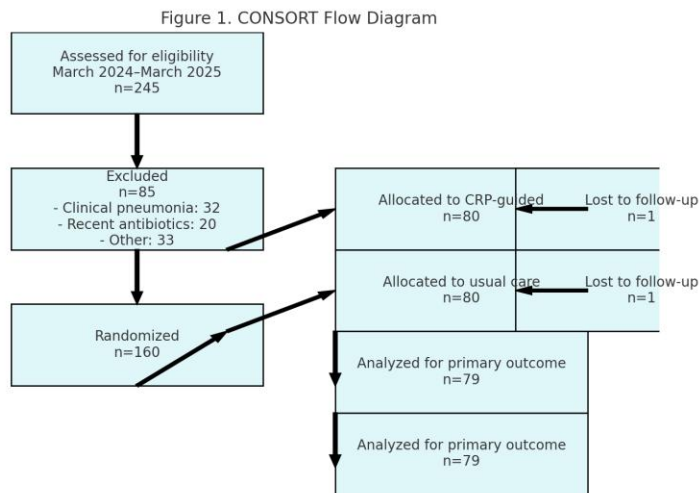 Figure 1. CONSORT Flow Diagram
Assessed for eligibility
March 2024–March 2025
n=245
Excluded
n=85
- Clinical pneumonia: 32
- Recent antibiotics: 20
- Other: 33
Randomized
n=160
Allocated to CRP-guided
n=80
Lost to follow-up
n=1
Allocated to usual care
n=80
Lost to follow-up
n=1
Analyzed for primary outcome
n=79
Analyzed for primary outcome
n=79